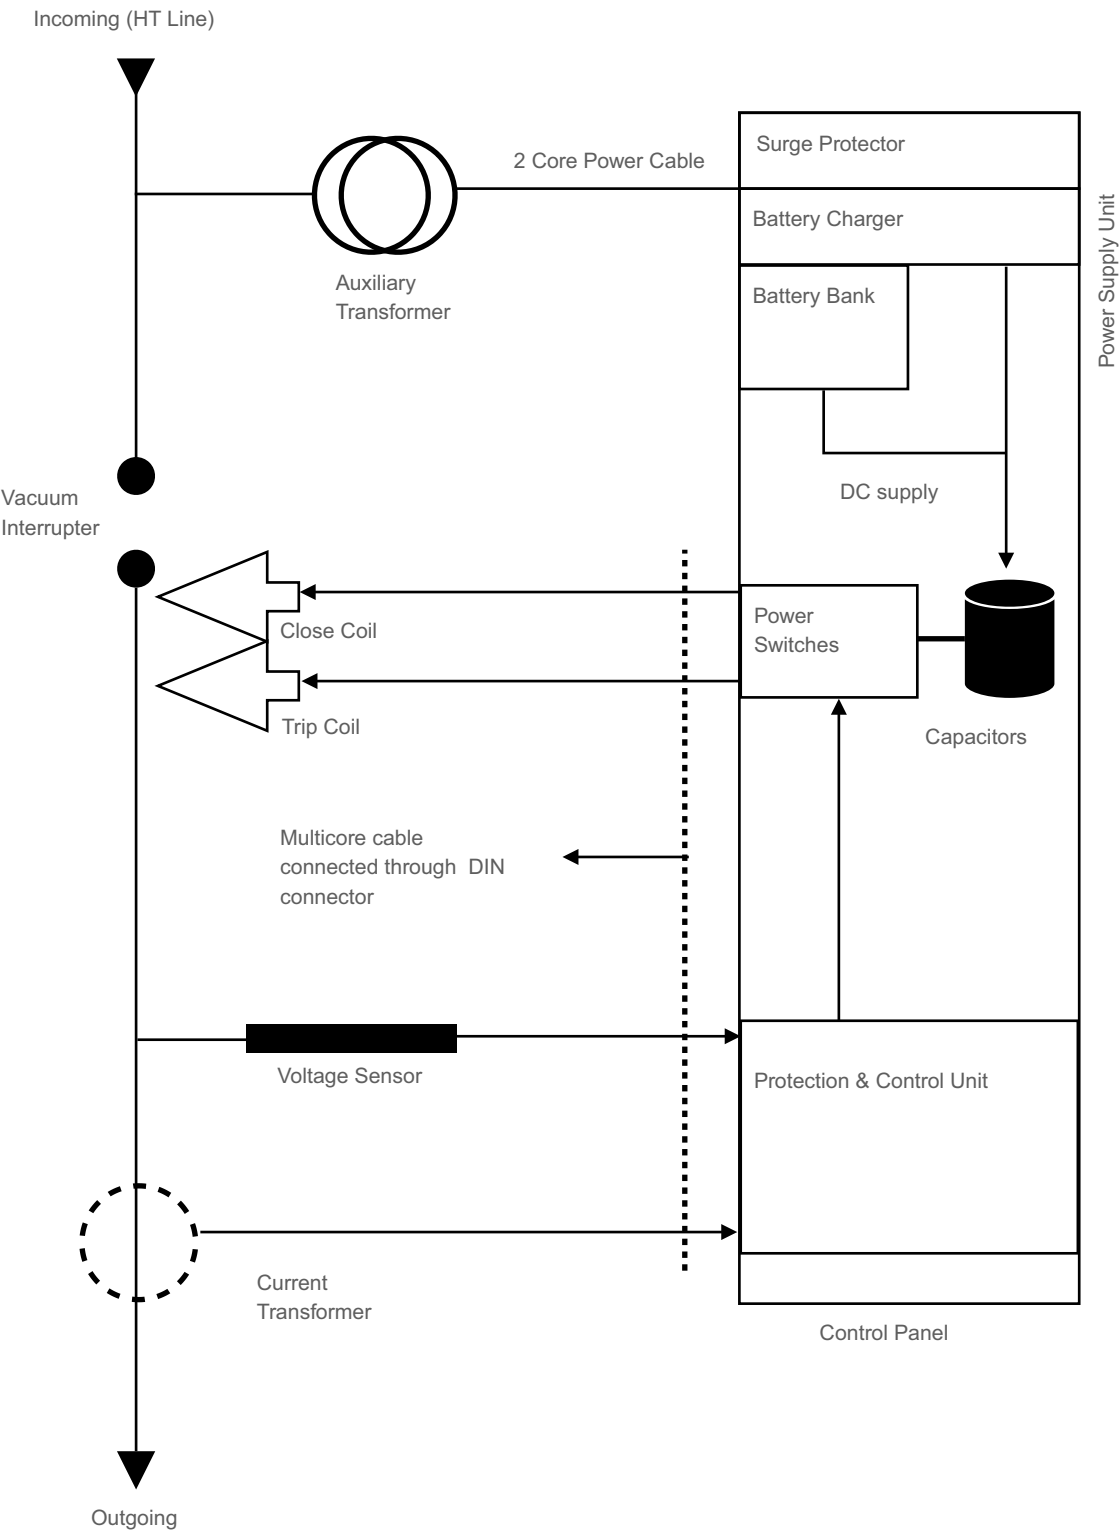 Incoming (HT Line)
Surge Protector
2 Core Power Cable
Battery Charger
Power Supply Unit
Auxiliary
Transformer
Battery Bank
Vacuum
Interrupter
DC supply
Power
Switches
Close Coil
Trip Coil
Capacitors
Multicore cable
connected through DIN
connector
Voltage Sensor
Protection & Control Unit
Current
Transformer
Control Panel
Outgoing